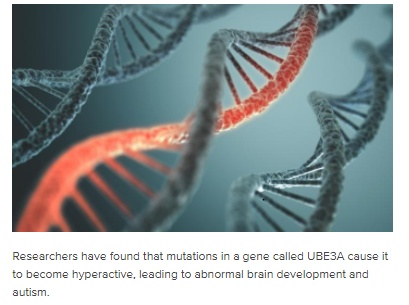 Researchers have found that mutations in a gene called UBE3A cause it
to become hyperactive, leading to abnormal brain development and
autism.